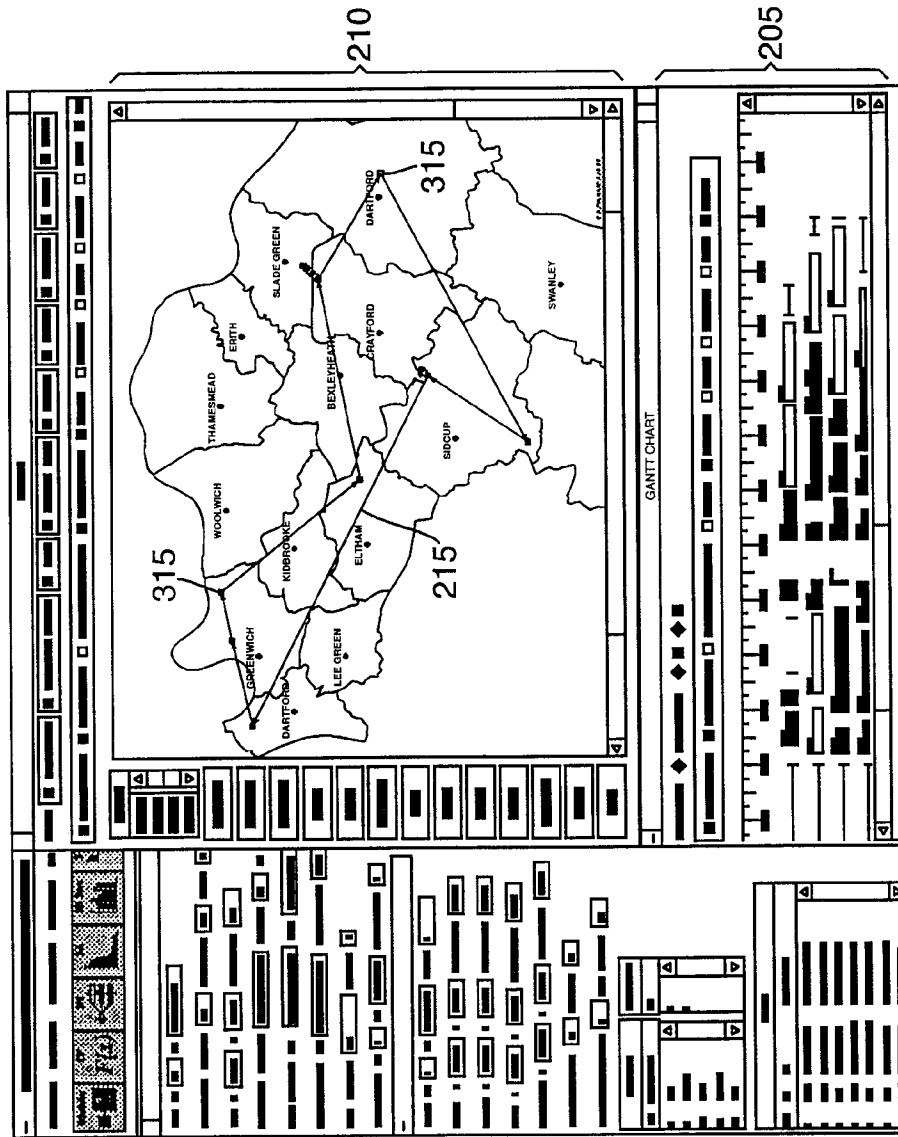 210
205
315
315
215
DARTFORD
SLADE GREEN
ERITH
THAMESMEAD
CRAYFORD
BEXLEYHEATH
SWANLEY
SIDCUP
WOOLWICH
KIDBROOKE
ELTHAM
GREENWICH
LEE GREEN
DARTFORD
GANTT CHART